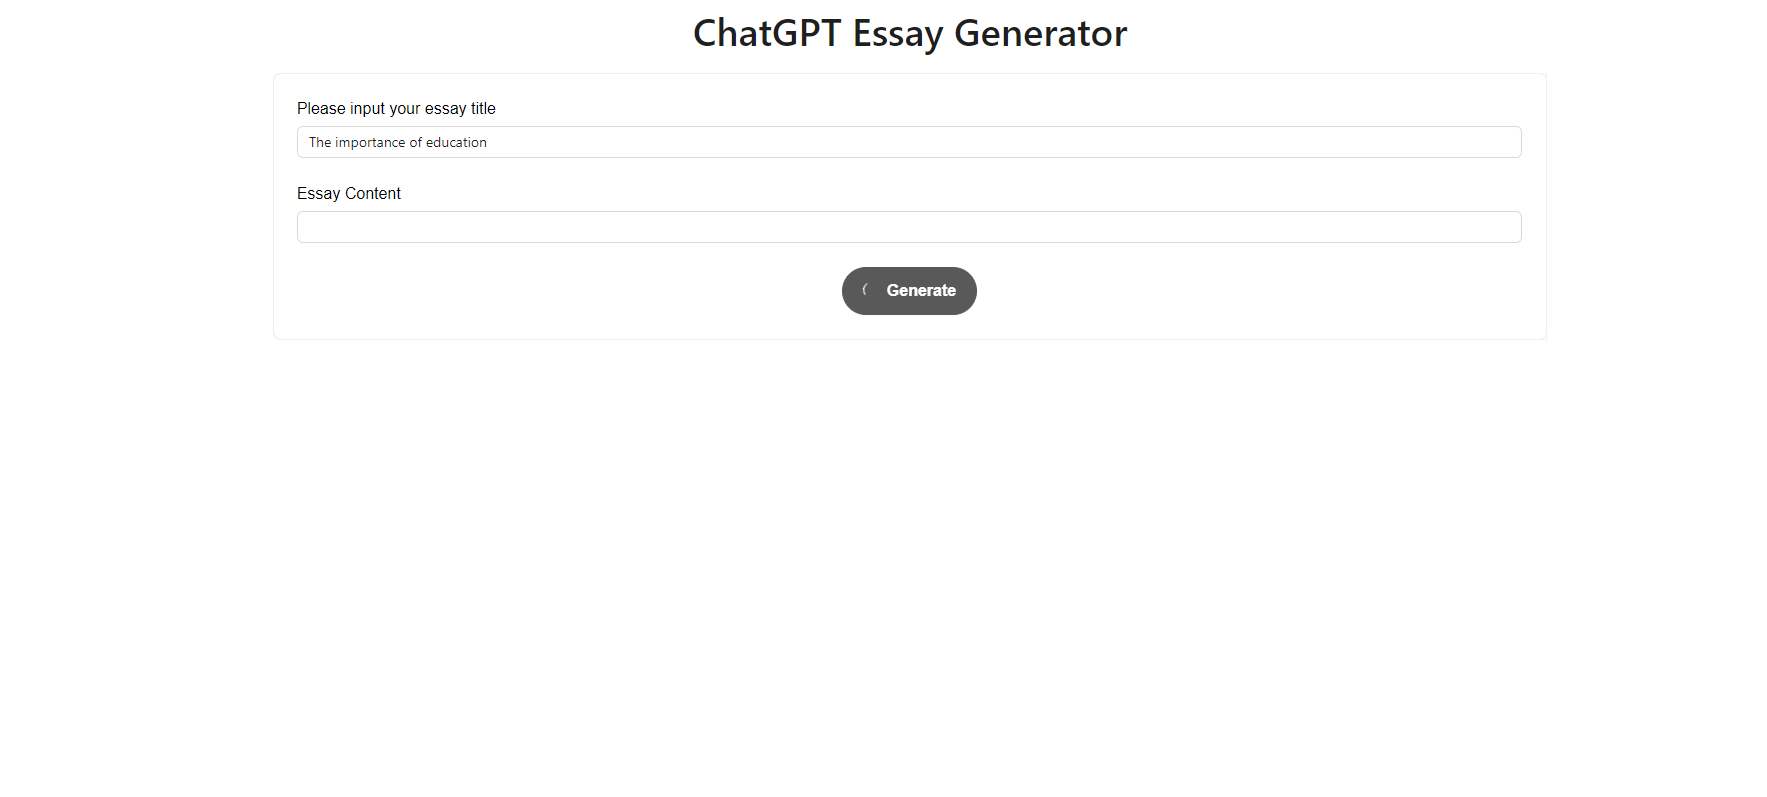 ChatGPT Essay Generator
Please input your essay title
The importance of education
Essay Content
Generate